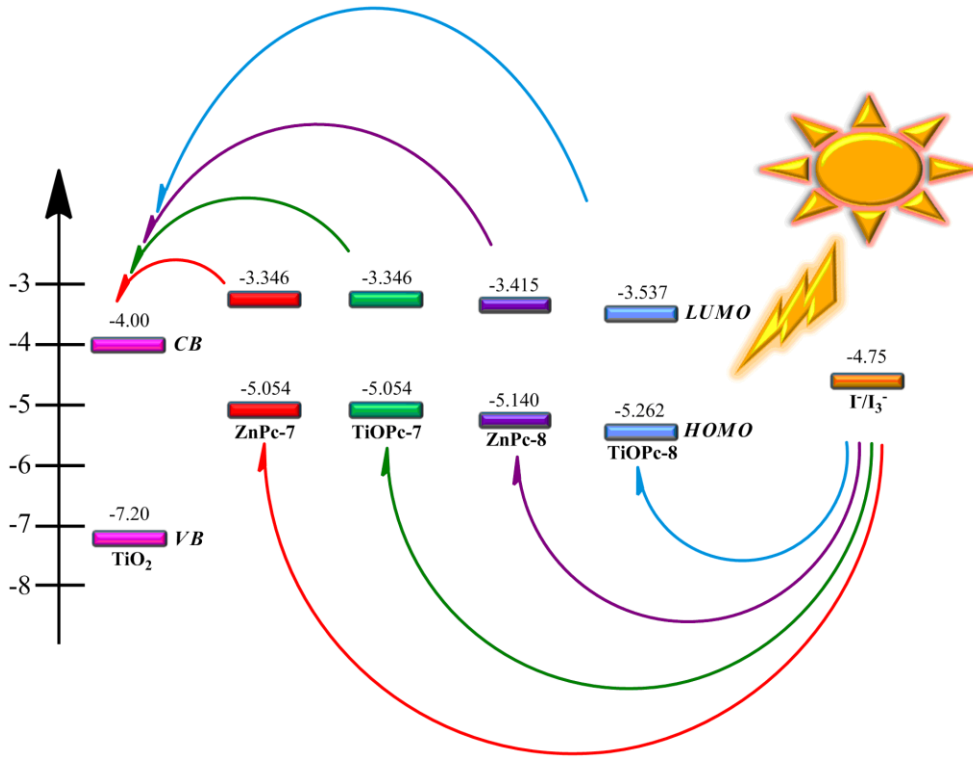 -3
-4
-5
-6
-7
-8
-4.00
CB
-7.20
VB
TiO₂
-3.346
-3.346
-3.415
-3.537
LUMO
-5.054
ZnPc-7
-5.054
TiOPc-7
-5.140
ZnPc-8
-5.262
TiOPc-8
HOMO
-4.75
I⁻/I₃⁻